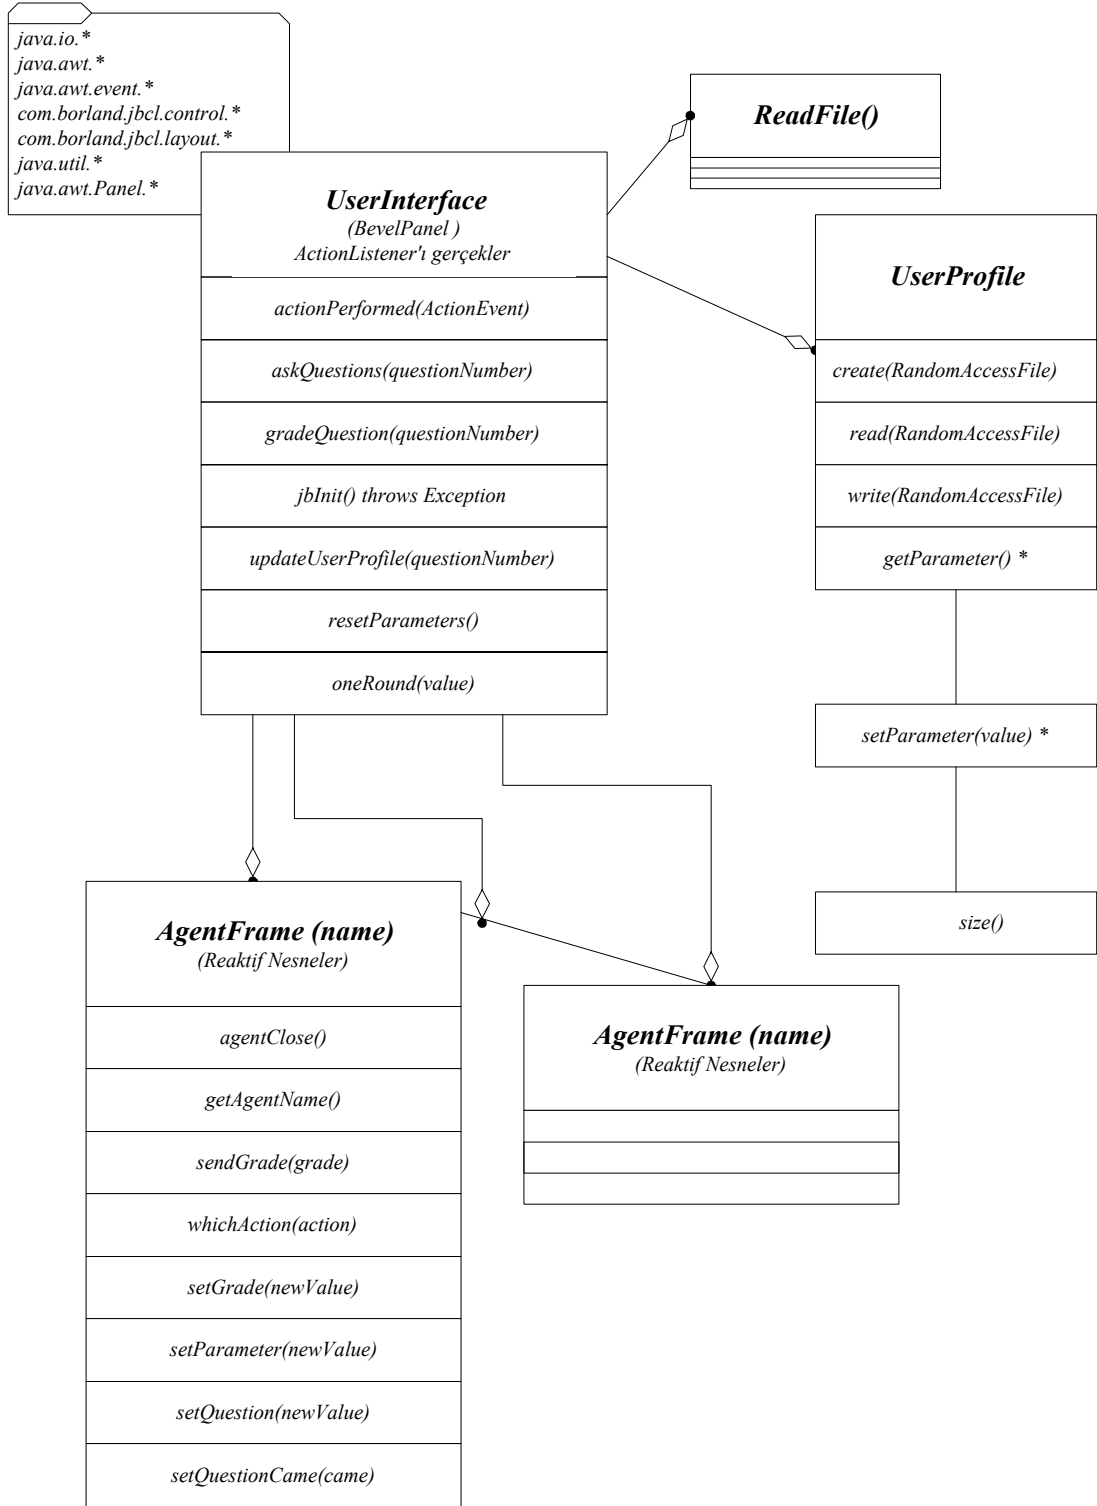 java.io.*
java.awt.*
java.awt.event.*
com.borland.jbcl.control.*
com.borland.jbcl.layout.*
java.util.*
java.awt.Panel.*
UserInterface
(BevelPanel )
ActionListener'ı gerçekler
actionPerformed(ActionEvent)
askQuestions(questionNumber)
gradeQuestion(questionNumber)
jbInit() throws Exception
updateUserProfile(questionNumber)
resetParameters()
oneRound(value)
ReadFile()
UserProfile
create(RandomAccessFile)
read(RandomAccessFile)
write(RandomAccessFile)
getParameter() *
setParameter(value) *
size()
AgentFrame (name)
(Reaktif Nesneler)
agentClose()
getAgentName()
sendGrade(grade)
whichAction(action)
setGrade(newValue)
setParameter(newValue)
setQuestion(newValue)
setQuestionCame(came)
AgentFrame (name)
(Reaktif Nesneler)